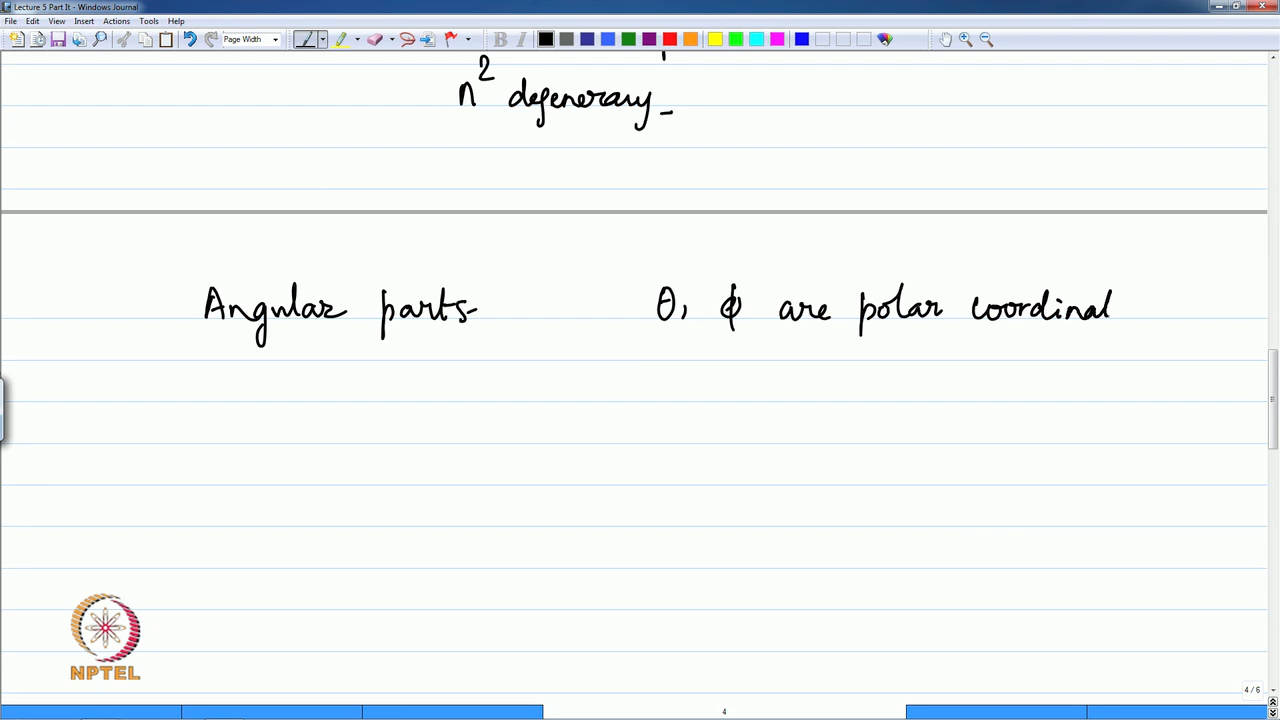 Lecture 5 Part It - Windows Journal
File Edit View Insert Actions Tools Help
Page Width
n² degeneracy
Angular parts- θ, ϕ are polar coordinal
NPTEL
4 / 6
4